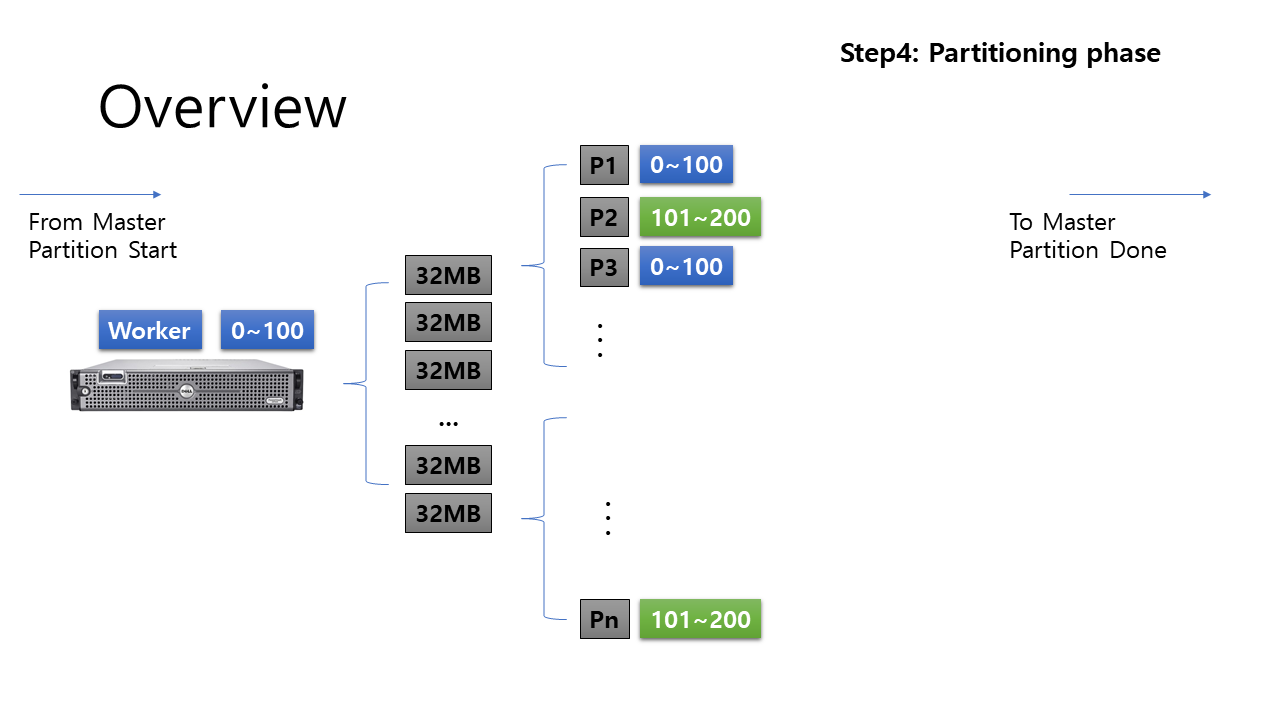 Step4: Partitioning phase
Overview
From Master
Partition Start
To Master
Partition Done
Worker
0~100
32MB
32MB
32MB
...
32MB
32MB
P1
0~100
P2
101~200
P3
0~100
Pn
101~200